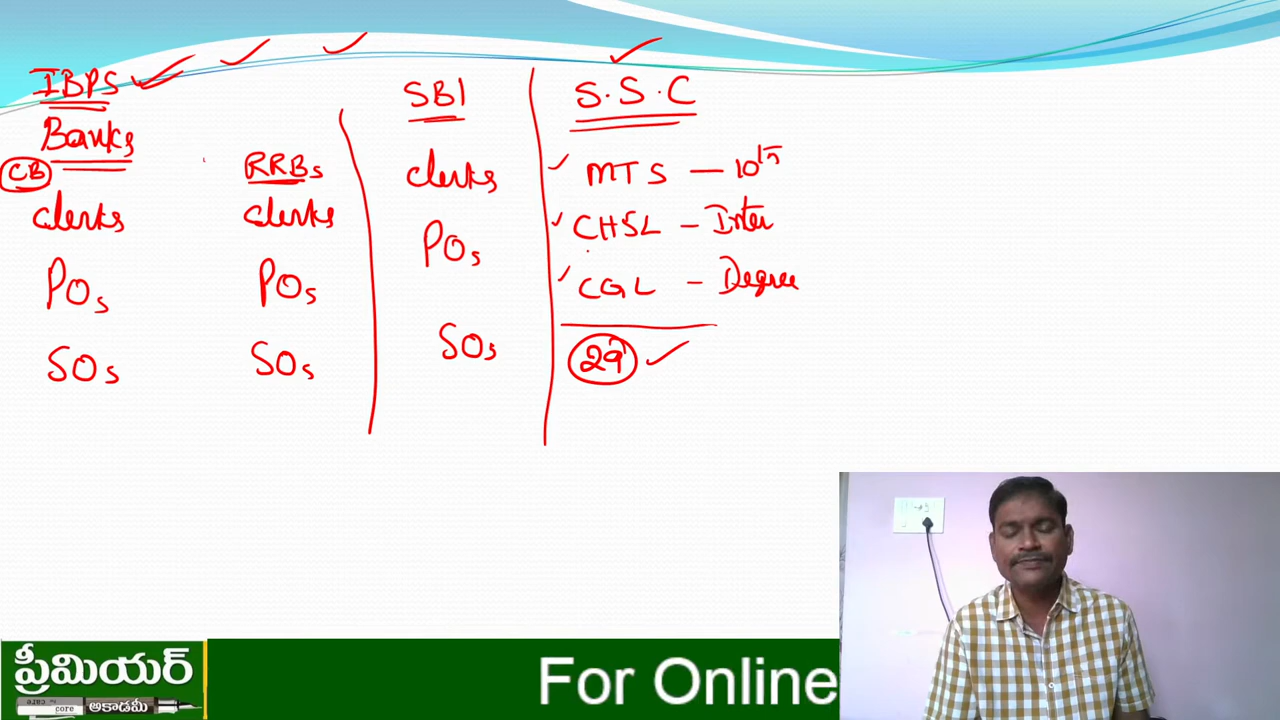 IBPS
Banks
CB
clerks
POs
SOs
RRBs
clerks
POs
SOs
SBI
clerks
POs
SOs
S.S.C
MTS — 10th
CHSL — Inter
CGL — Degree
29
ప్రీమియర్
core
అకాడమీ
For Online